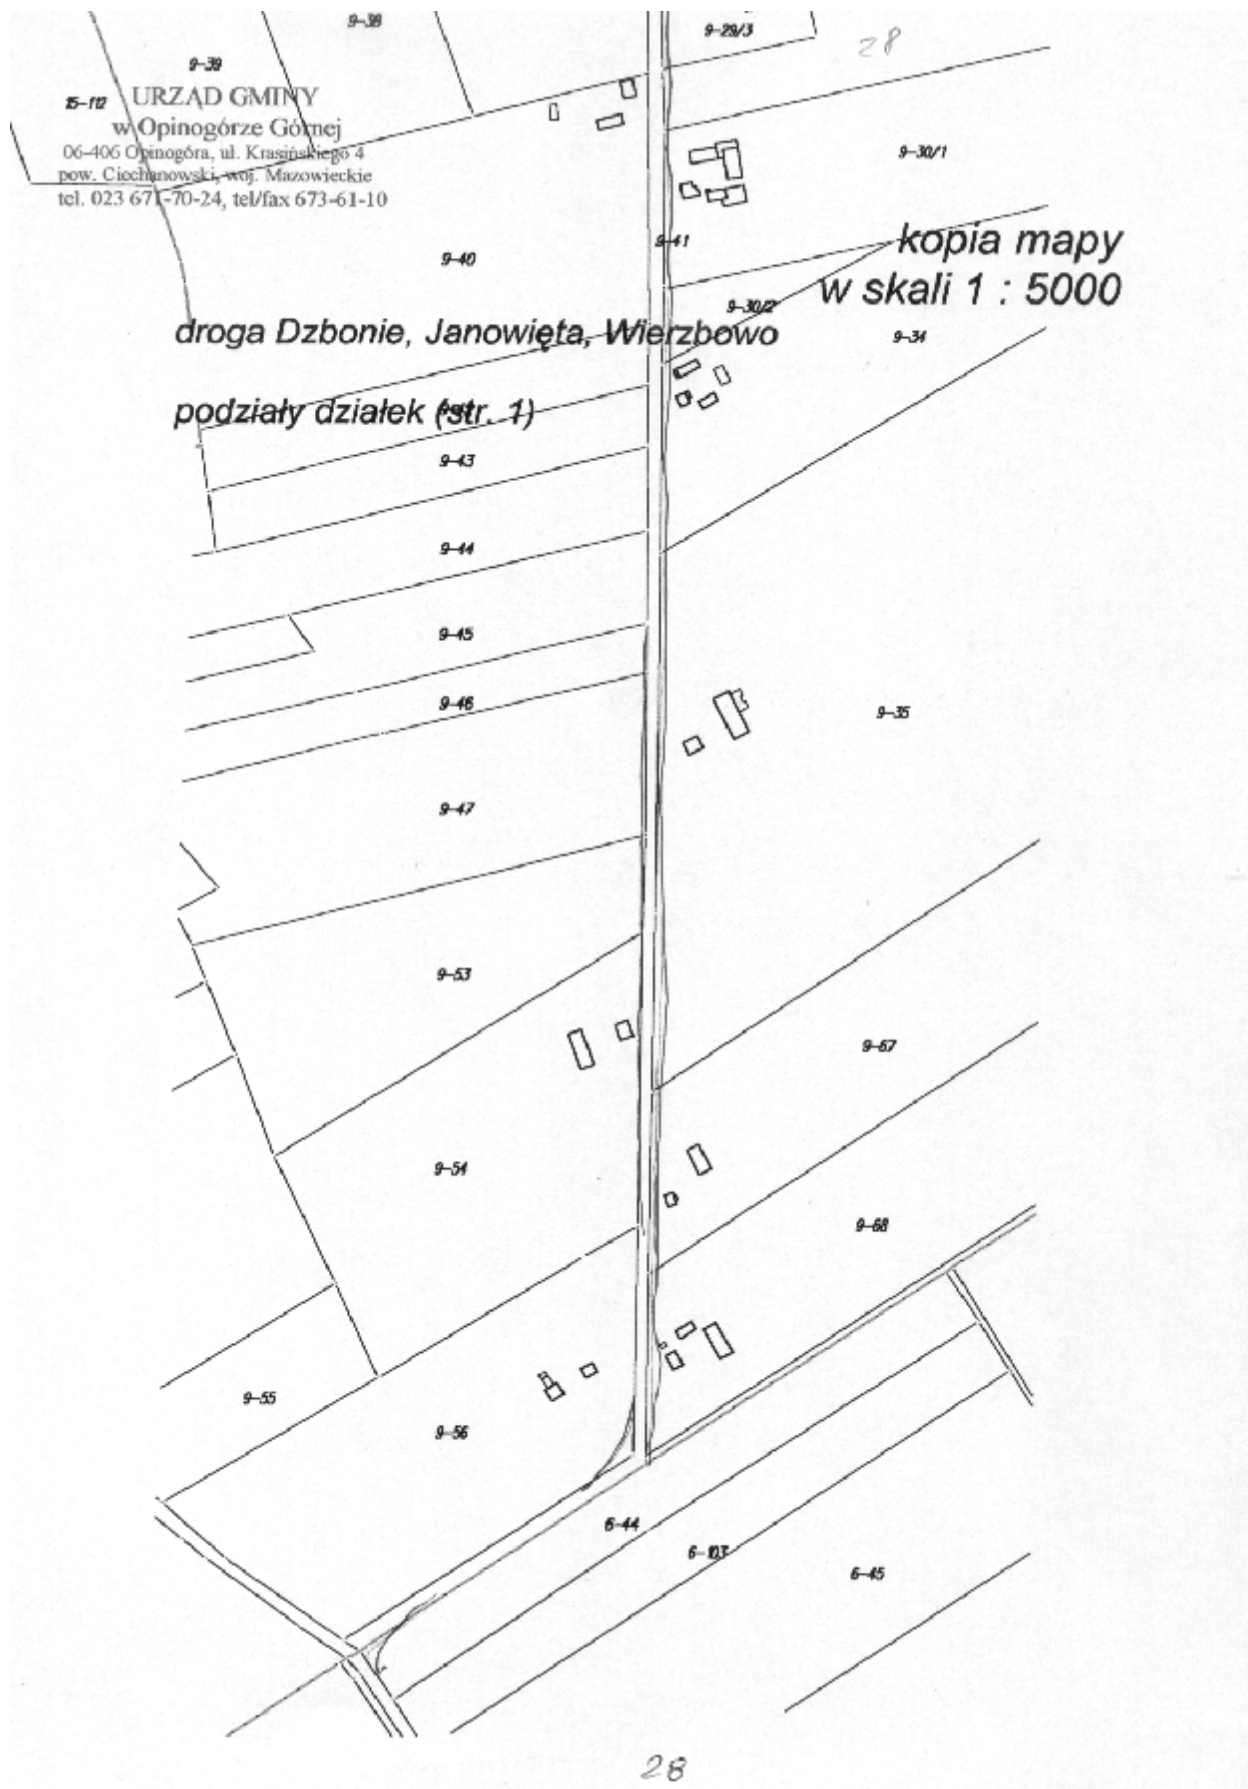 9-38
9-29/3
28
9-39
15-112
URZĄD GMINY
w Opinogórze Górnej
06-406 Opinogóra, ul. Krasińskiego 4
pow. Ciechanowski, woj. Mazowieckie
tel. 023 671-70-24, tel/fax 673-61-10
9-30/1
9-41
kopia mapy
w skali 1 : 5000
9-40
9-30/2
droga Dzbonie, Janowięta, Wierzbowo
9-34
podziały działek (str. 1)
9-43
9-44
9-45
9-46
9-35
9-47
9-53
9-67
9-54
9-68
9-55
9-56
6-44
6-103
6-45
28